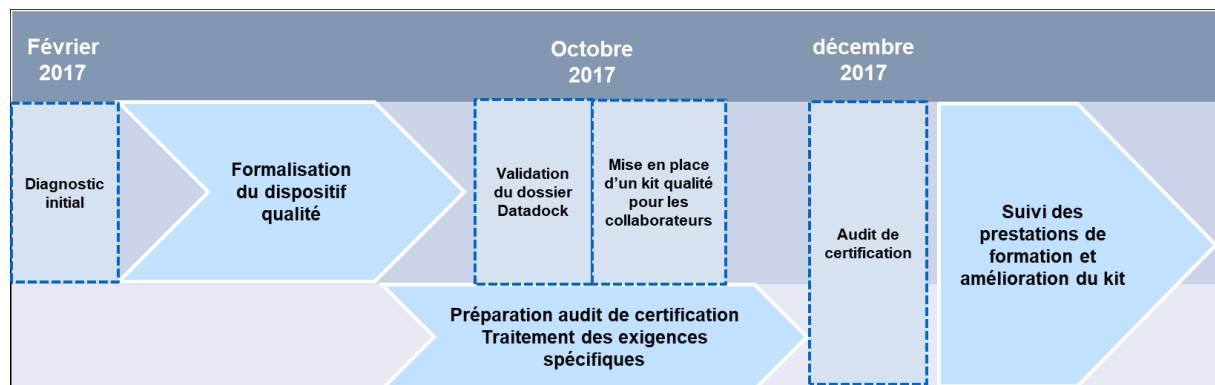 Février
2017
Octobre
2017
décembre
2017
Diagnostic
initial
Formalisation
du dispositif
qualité
Validation
du dossier
Datadock
Mise en place
d'un kit qualité
pour les
collaborateurs
Préparation audit de certification
Traitement des exigences
spécifiques
Audit de
certification
Suivi des
prestations de
formation et
amélioration du kit